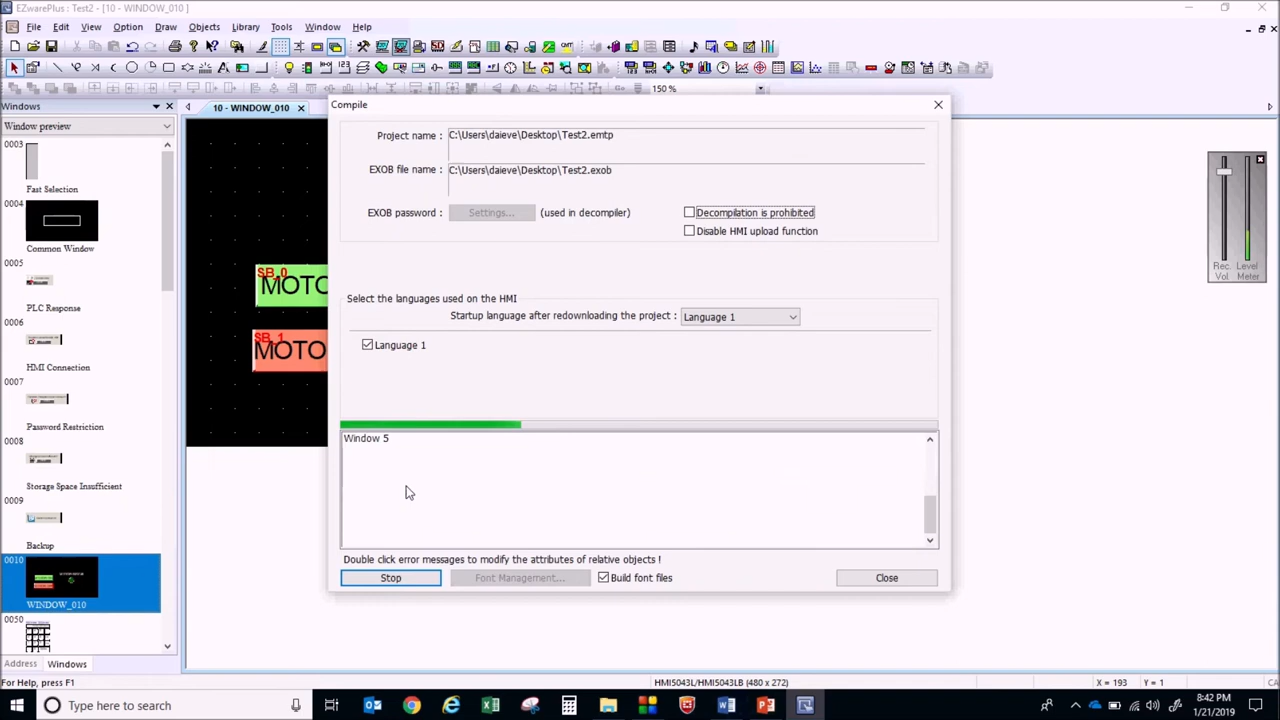 EZwarePlus : Test2 - [10 - WINDOW_010 ]
File Edit View Option Draw Objects Library Tools Window Help
150 %
Windows
10 - WINDOW_010
Window preview
0003
Fast Selection
0004
Common Window
0005
PLC Response
0006
HMI Connection
0007
Password Restriction
0008
Storage Space Insufficient
0009
Backup
0010
WINDOW_010
0050
Address Windows
SB_0
MOTO
SB_1
MOTO
Compile
Project name : C:\Users\daieve\Desktop\Test2.emtp
EXOB file name : C:\Users\daieve\Desktop\Test2.exob
EXOB password : Settings... (used in decompiler) Decompilation is prohibited
Disable HMI upload function
Select the languages used on the HMI
Startup language after redownloading the project : Language 1
Language 1
Window 5
Double click error messages to modify the attributes of relative objects !
Stop Font Management... Build font files Close
Rec. Vol
Level Meter
For Help, press F1 HMI5043L/HMI5043LB (480 x 272) X = 193 Y = 1 CA
Type here to search
8:42 PM
1/21/2019